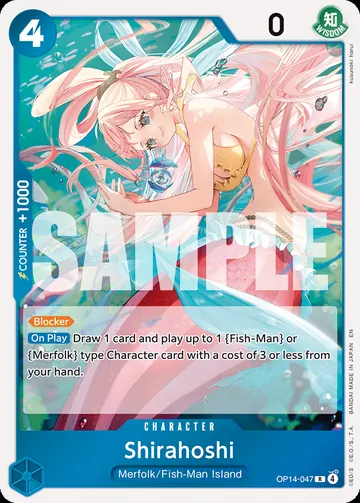 4
0
知
WISDOM
kusunoki harui
COUNTER +1000
SAMPLE
Blocker
On Play Draw 1 card and play up to 1 {Fish-Man} or
{Merfolk} type Character card with a cost of 3 or less from
your hand.
CHARACTER
Shirahoshi
Merfolk/Fish-Man Island
OP14-047 R 4
©E.O/S. ©E.O./S., T.A. BANDAI MADE IN JAPAN EN